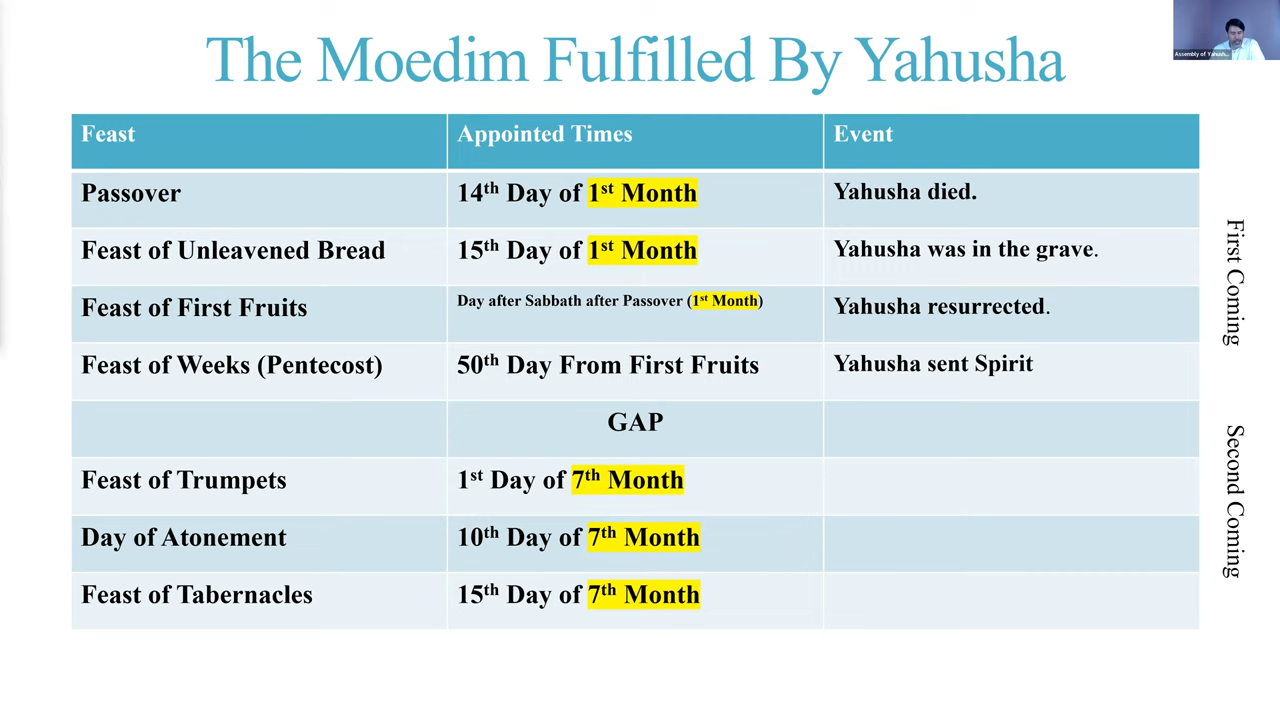 The Moedim Fulfilled By Yahusha
Assembly of Yahush...
Feast Appointed Times Event
Passover 14th Day of 1st Month Yahusha died.
Feast of Unleavened Bread 15th Day of 1st Month Yahusha was in the grave.
Feast of First Fruits Day after Sabbath after Passover (1st Month) Yahusha resurrected.
Feast of Weeks (Pentecost) 50th Day From First Fruits Yahusha sent Spirit
GAP
Feast of Trumpets 1st Day of 7th Month
Day of Atonement 10th Day of 7th Month
Feast of Tabernacles 15th Day of 7th Month
First Coming
Second Coming